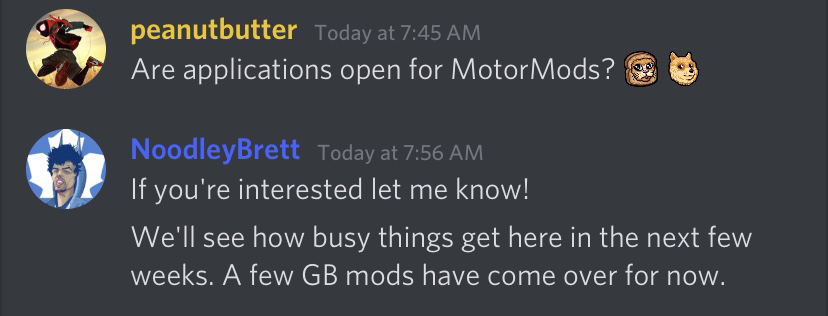 peanutbutter Today at 7:45 AM
Are applications open for MotorMods?
NoodleyBrett Today at 7:56 AM
If you're interested let me know!
We'll see how busy things get here in the next few
weeks. A few GB mods have come over for now.